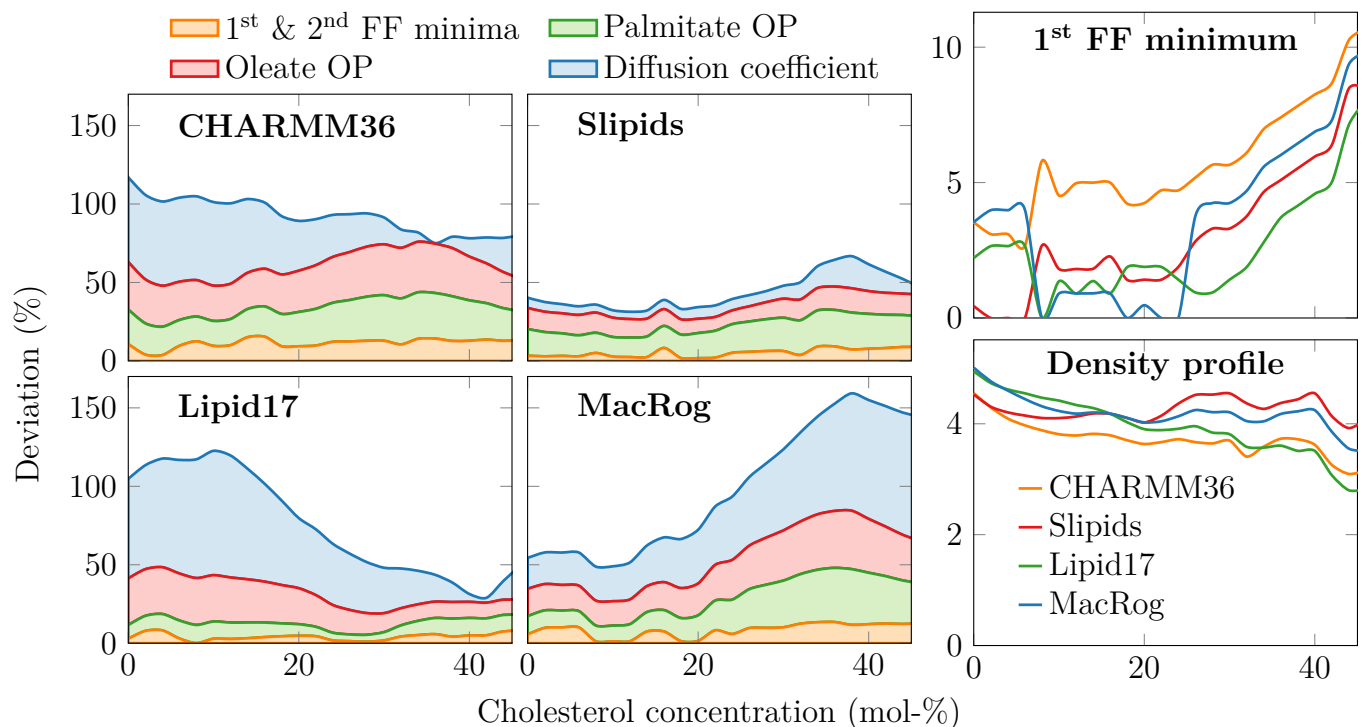 1st & 2nd FF minima
Palmitate OP
Oleate OP
Diffusion coefficient
Deviation (%)
CHARMM36
150
100
50
0
Slipids
Lipid17
150
100
50
0
0
20
40
MacRog
0
20
40
Cholesterol concentration (mol-%)
1st FF minimum
10
5
0
Density profile
4
2
0
CHARMM36
Slipids
Lipid17
MacRog
0
20
40